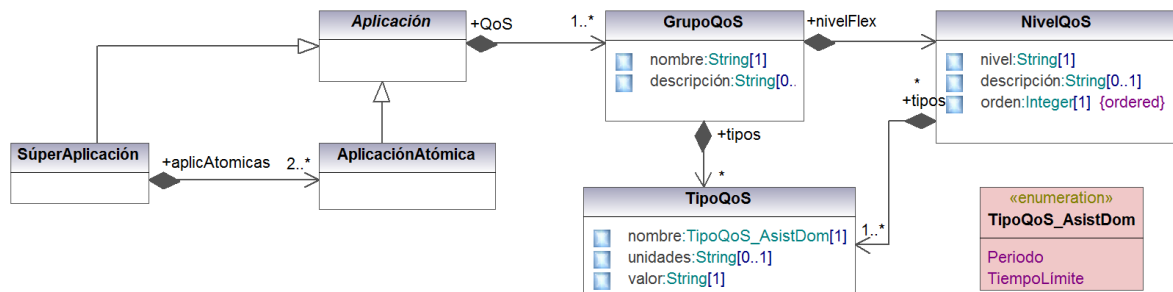 Aplicación
+QoS
1..*
GrupoQoS
nombre:String[1]
descripción:String[0..
+nivelFlex
*
NivelQoS
nivel:String[1]
descripción:String[0..1]
orden:Integer[1] {ordered}
+tipos
+tipos
*
1..*
SúperAplicación
+aplicAtomicas
2..*
AplicaciónAtómica
TipoQoS
nombre:TipoQoS_AsistDom[1]
unidades:String[0..1]
valor:String[1]
«enumeration»
TipoQoS_AsistDom
Periodo
TiempoLímite